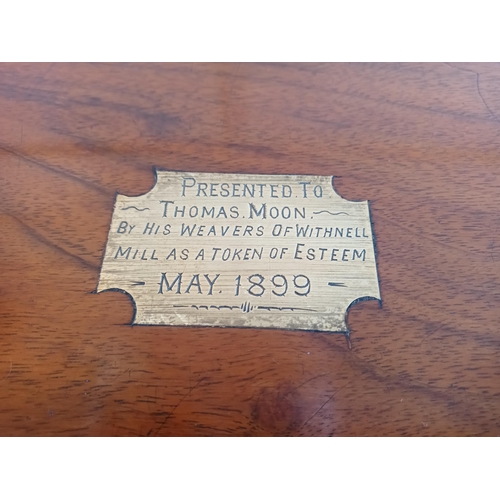 PRESENTED TO
THOMAS. MOON.
BY HIS WEAVERS OF WITHNELL
MILL AS A TOKEN OF ESTEEM
MAY. 1899